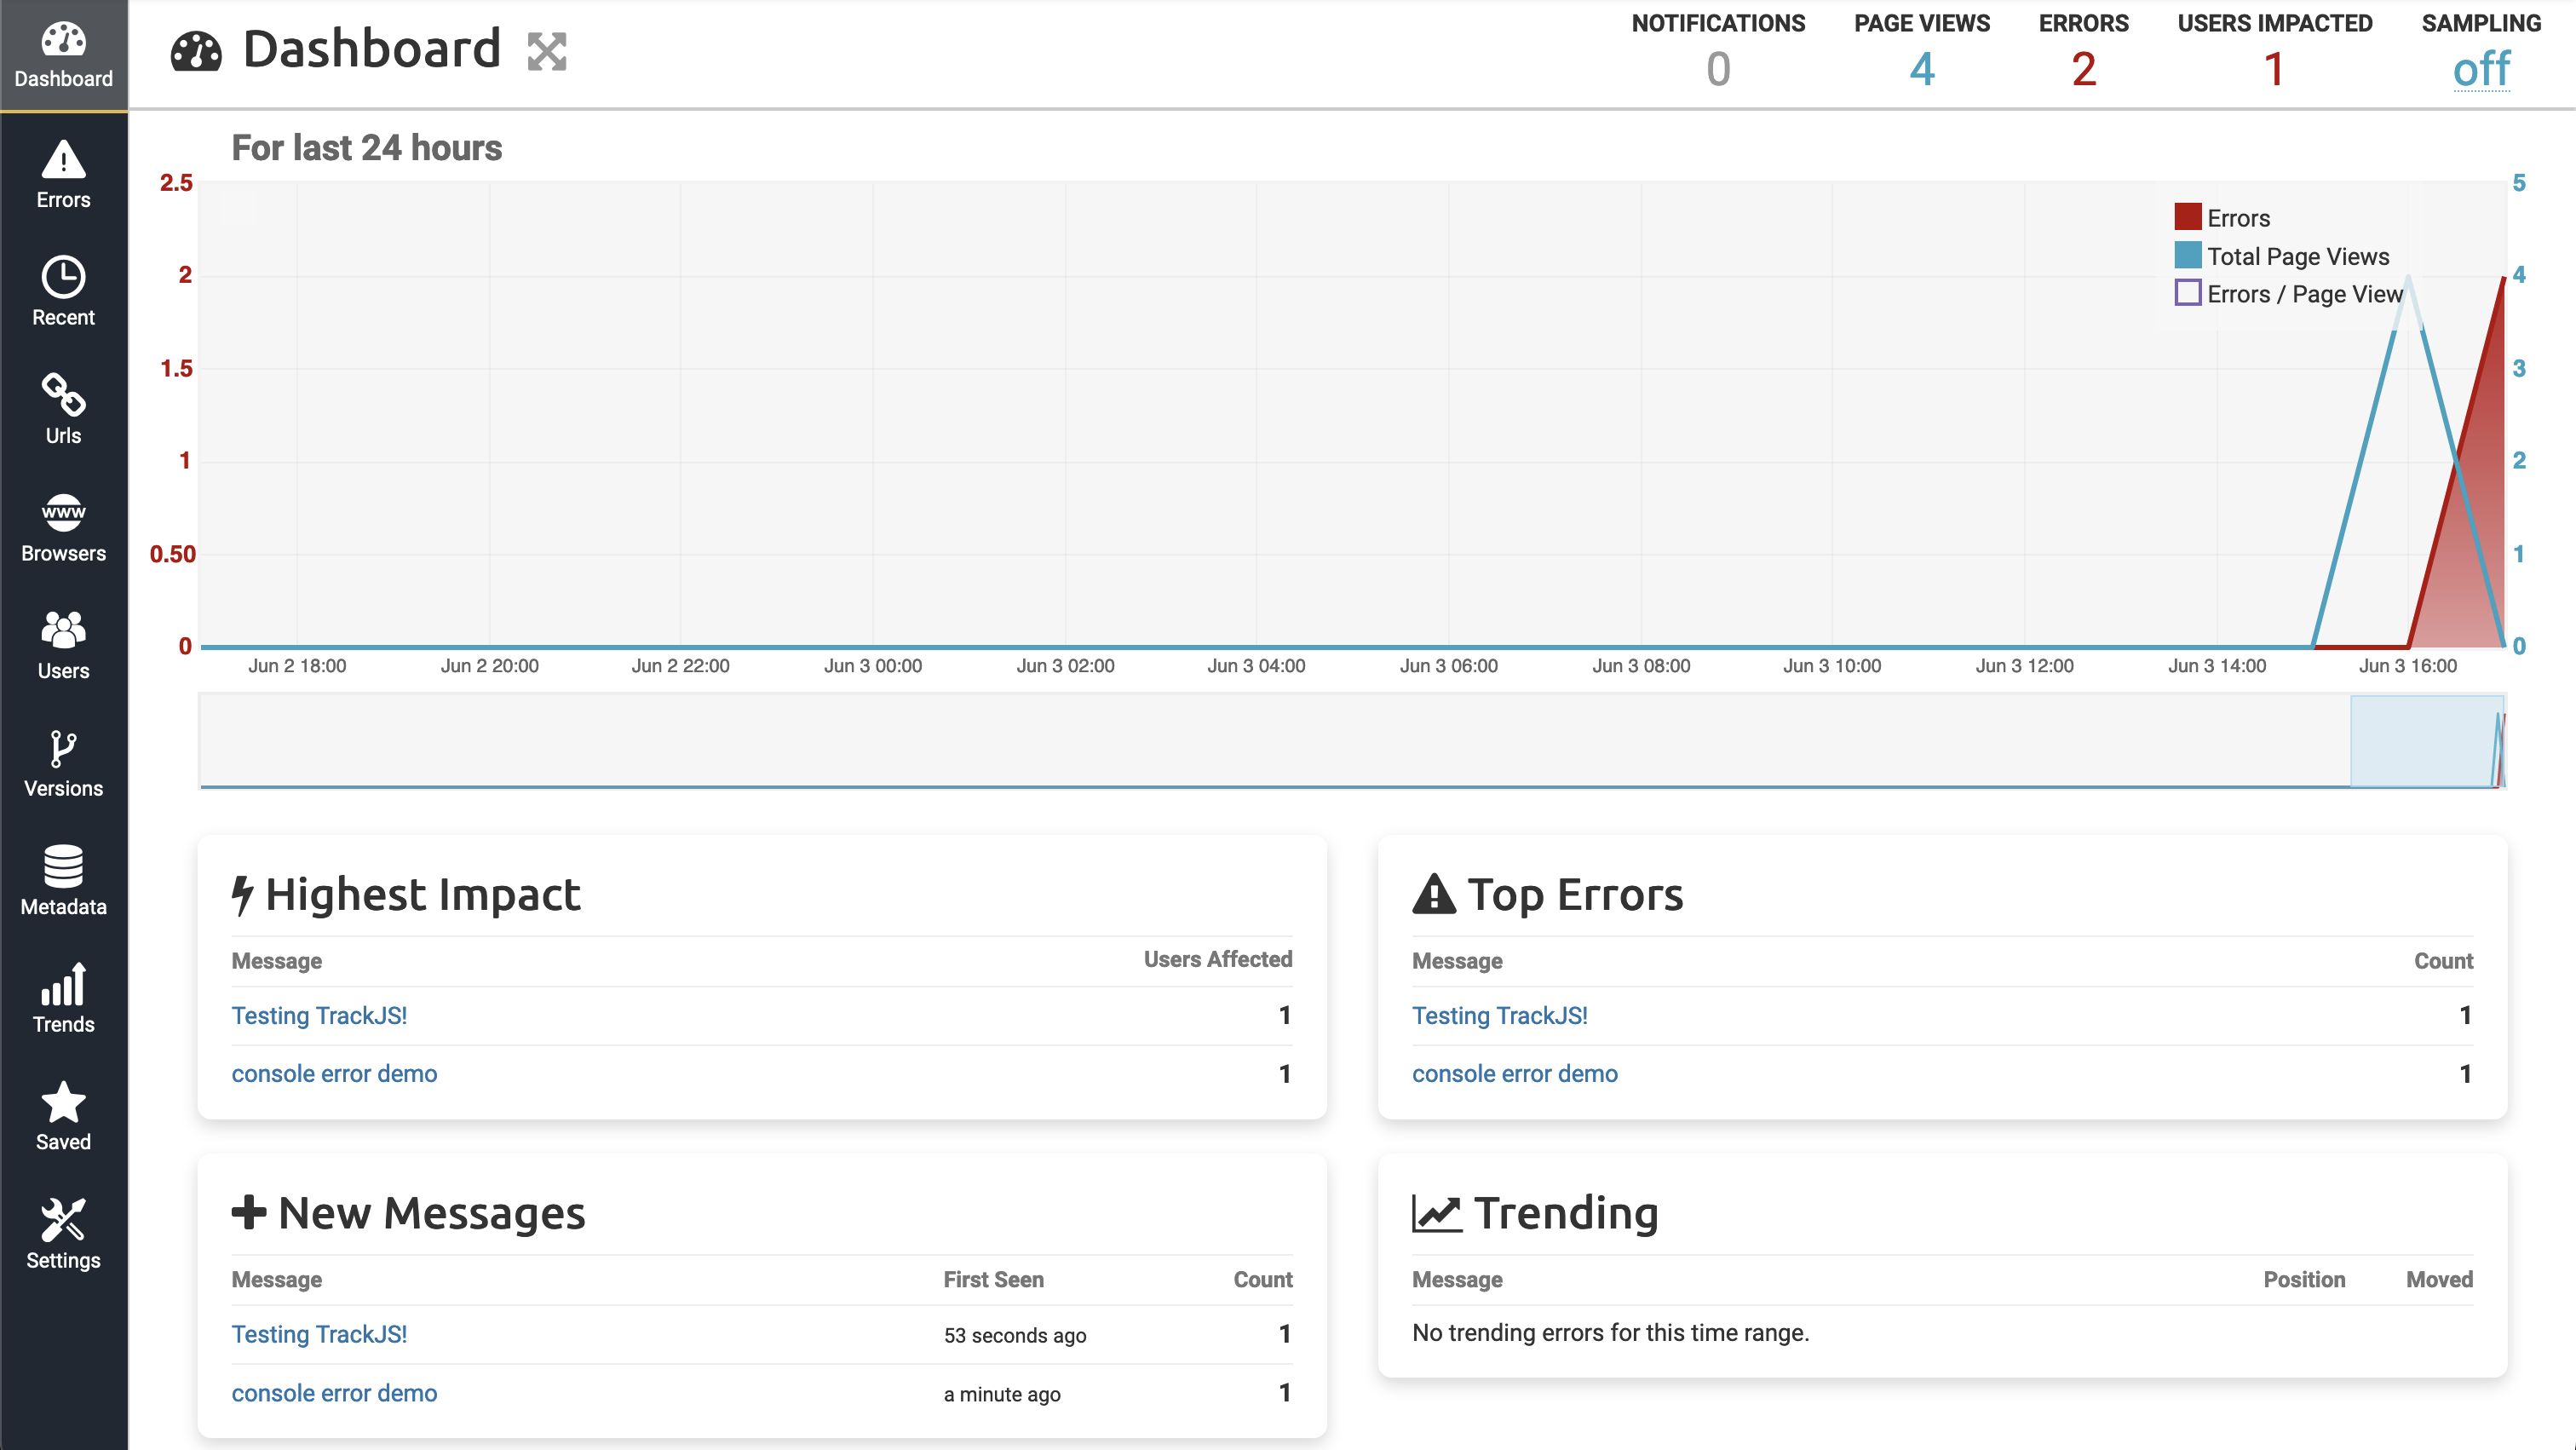 Dashboard
Errors
Recent
Urls
www
Browsers
Users
Versions
Metadata
Trends
Saved
Settings
Dashboard
NOTIFICATIONS PAGE VIEWS ERRORS USERS IMPACTED SAMPLING
0 4 2 1 off
For last 24 hours
2.5
2
1.5
1
0.50
0
5
4
3
2
1
0
Errors
Total Page Views
Errors / Page View
Jun 2 18:00 Jun 2 20:00 Jun 2 22:00 Jun 3 00:00 Jun 3 02:00 Jun 3 04:00 Jun 3 06:00 Jun 3 08:00 Jun 3 10:00 Jun 3 12:00 Jun 3 14:00 Jun 3 16:00
Highest Impact
Message Users Affected
Testing TrackJS! 1
console error demo 1
Top Errors
Message Count
Testing TrackJS! 1
console error demo 1
New Messages
Message First Seen Count
Testing TrackJS! 53 seconds ago 1
console error demo a minute ago 1
Trending
Message Position Moved
No trending errors for this time range.